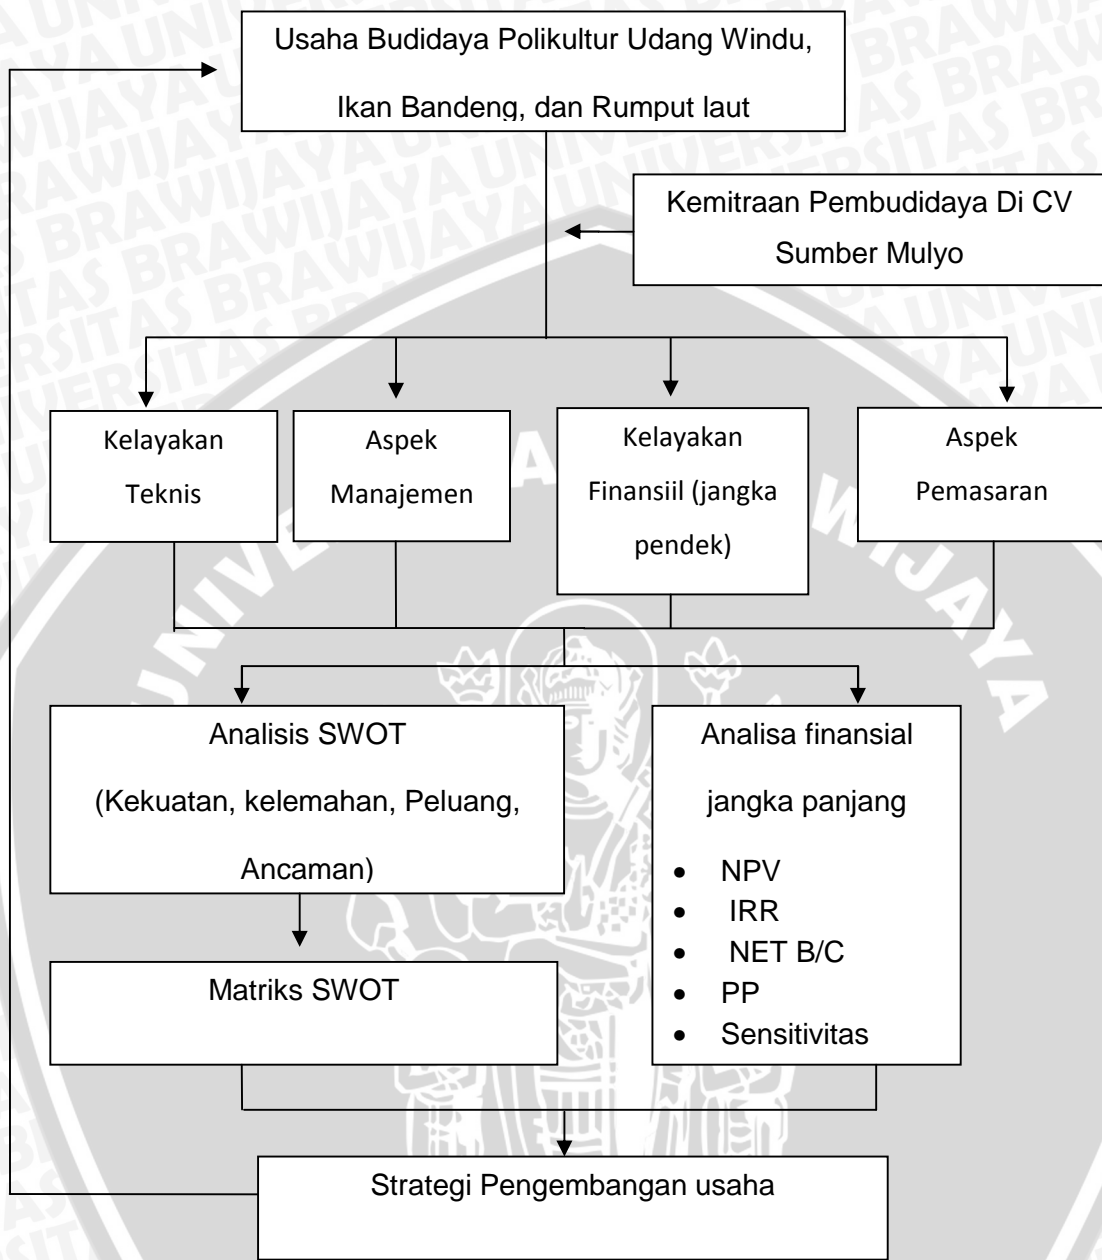 Usaha Budidaya Polikultur Udang Windu,
Ikan Bandeng, dan Rumput laut
Kemitraan Pembudidaya Di CV
Sumber Mulyo
Kelayakan
Teknis
Aspek
Manajemen
Kelayakan
Finansiil (jangka
pendek)
Aspek
Pemasaran
Analisis SWOT
(Kekuatan, kelemahan, Peluang,
Ancaman)
Analisa finansial
jangka panjang
• NPV
• IRR
• NET B/C
• PP
• Sensitivitas
Matriks SWOT
Strategi Pengembangan usaha